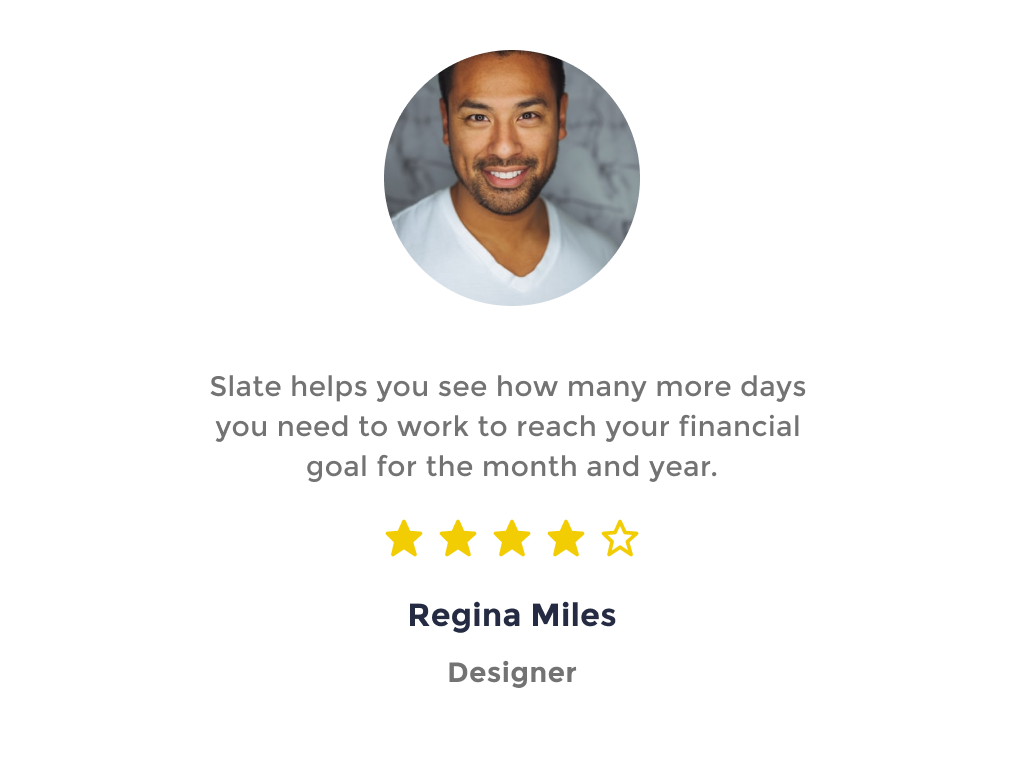 Slate helps you see how many more days
you need to work to reach your financial
goal for the month and year.
Regina Miles
Designer